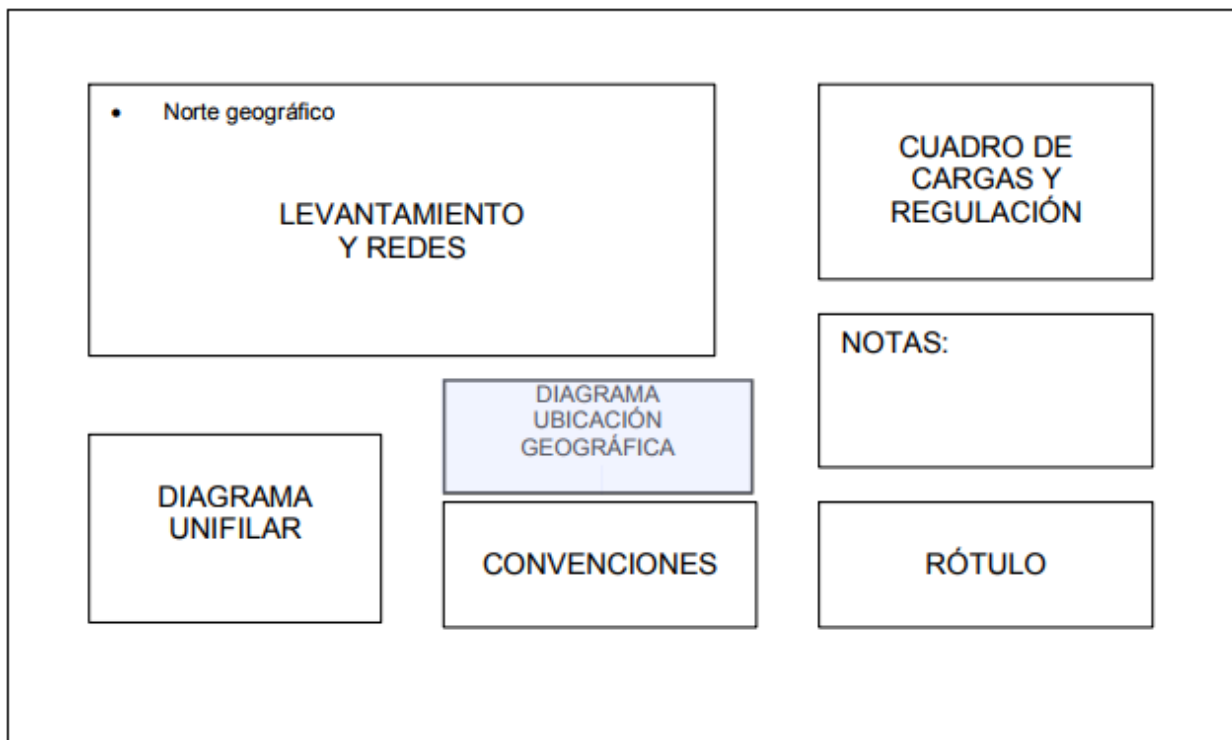 • Norte geográfico
LEVANTAMIENTO
Y REDES
CUADRO DE
CARGAS Y
REGULACIÓN
NOTAS:
DIAGRAMA
UBICACIÓN
GEOGRÁFICA
DIAGRAMA
UNIFILAR
CONVENCIONES
RÓTULO